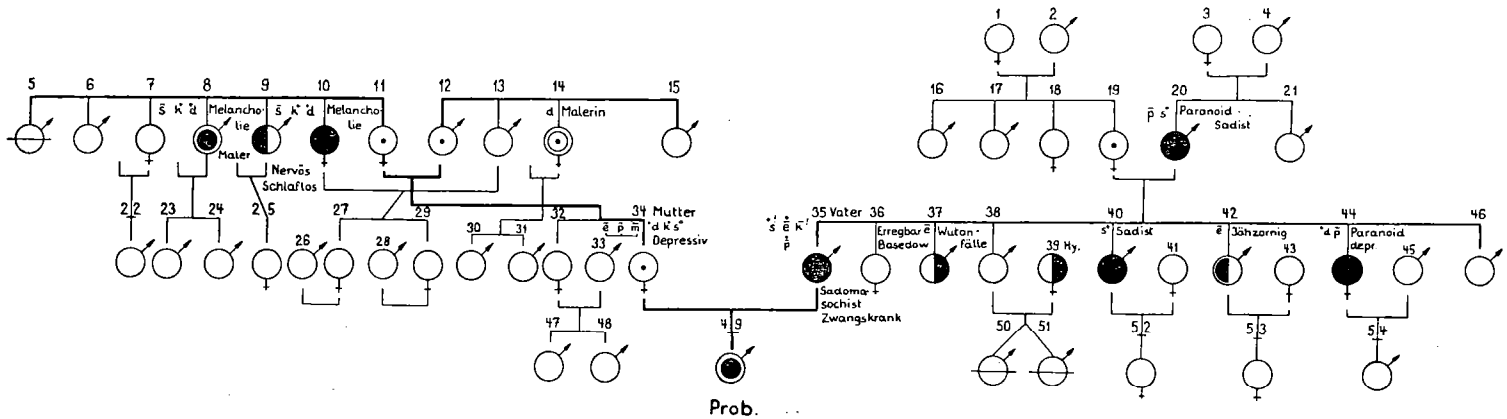 1 2 3 4
5 6 7 8 9 10 11 12 13 14 15 16 17 18 19 20 21
s̄ k⁺ °d Melancho-
lie
s̄ k⁺ °d Melancho-
lie
d Malerin
p̄ s⁺ Paranoid
Sadist
Maler
Nervös
Schlaflos
22 23 24 25 26 27 28 29 30 31 32 33
ē p̄ m̄
34 Mutter
°d k s⁺
Depressiv
35 Vater
36
Erregbar
Basedow
37
ē Wutan-
fälle
38
39 Hy.
40
s⁺ Sadist
41
42
ē Jähzornig
43
44
°d p̄ Paranoid
depr.
45
46
Sadoma-
sochist
Zwangskrank
47 48 49 50 51 52 53 54
Prob.